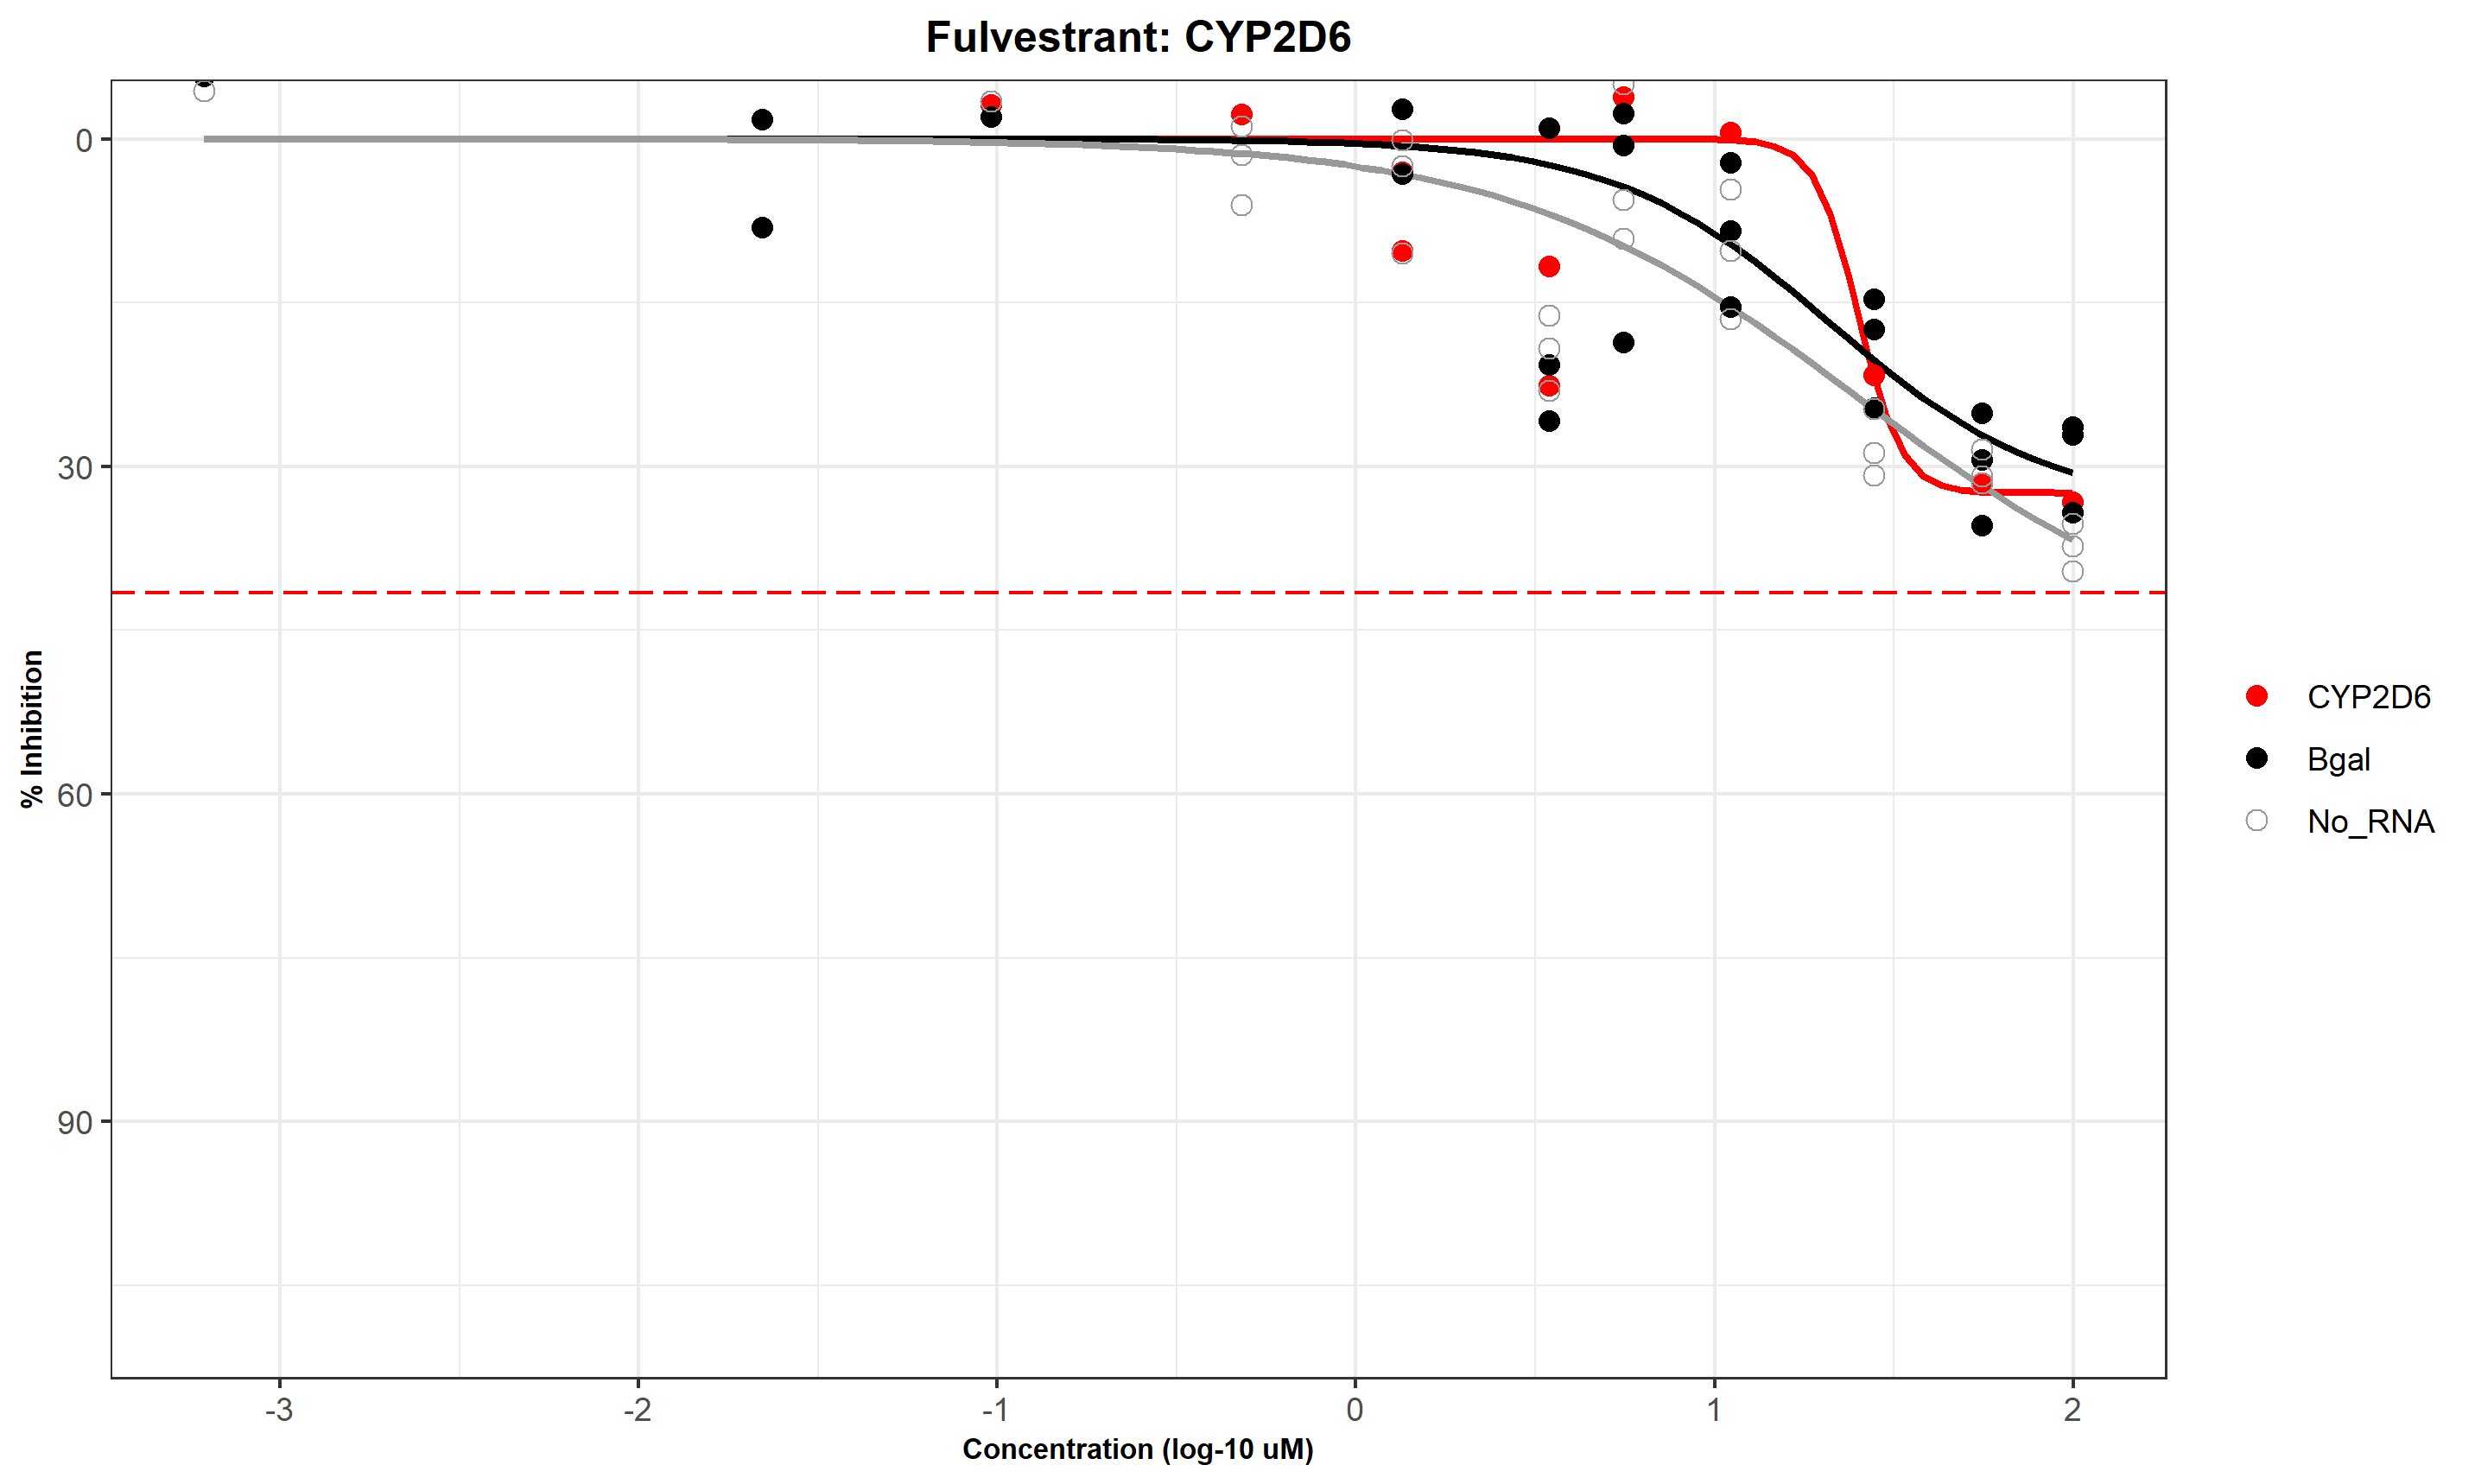 Fulvestrant: CYP2D6
0
30
60
90
% Inhibition
-3
-2
-1
0
1
2
Concentration (log-10 uM)
CYP2D6
Bgal
No_RNA